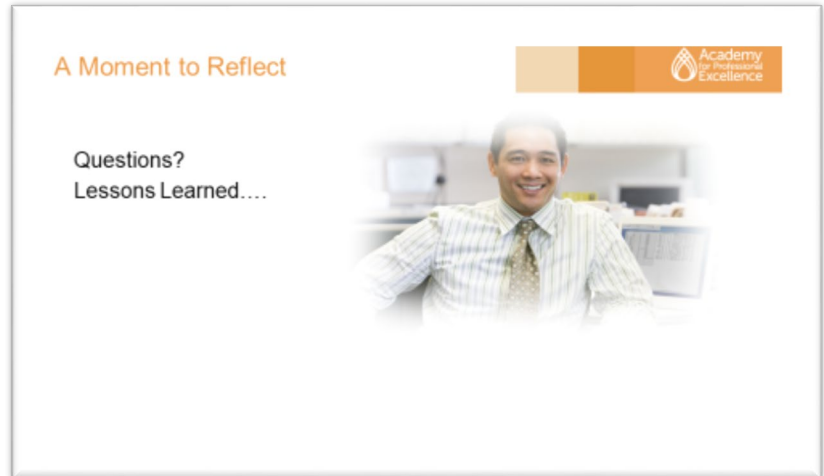 A Moment to Reflect
Academy
for Professional
Excellence
Questions?
Lessons Learned….